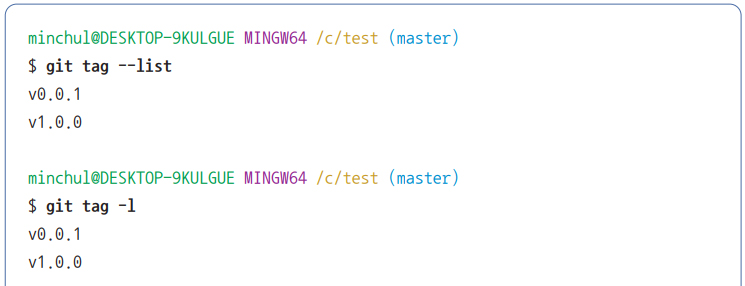 minchul@DESKTOP-9KULGUE MINGW64 /c/test (master)
$ git tag --list
v0.0.1
v1.0.0
minchul@DESKTOP-9KULGUE MINGW64 /c/test (master)
$ git tag -l
v0.0.1
v1.0.0